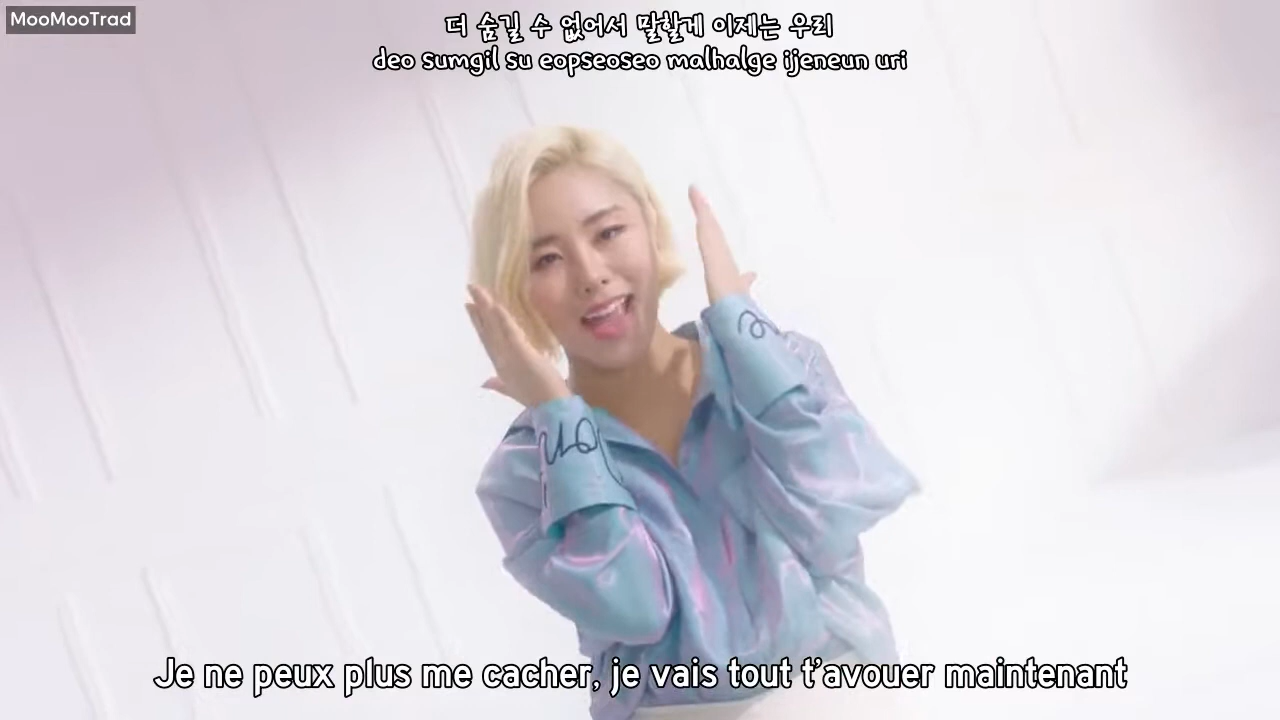 MooMooTrad
더 숨길 수 없어서 말할게 이제는 우리
deo sumgil su eopseoseo malhalge ijeneun uri
Je ne peux plus me cacher, je vais tout t'avouer maintenant